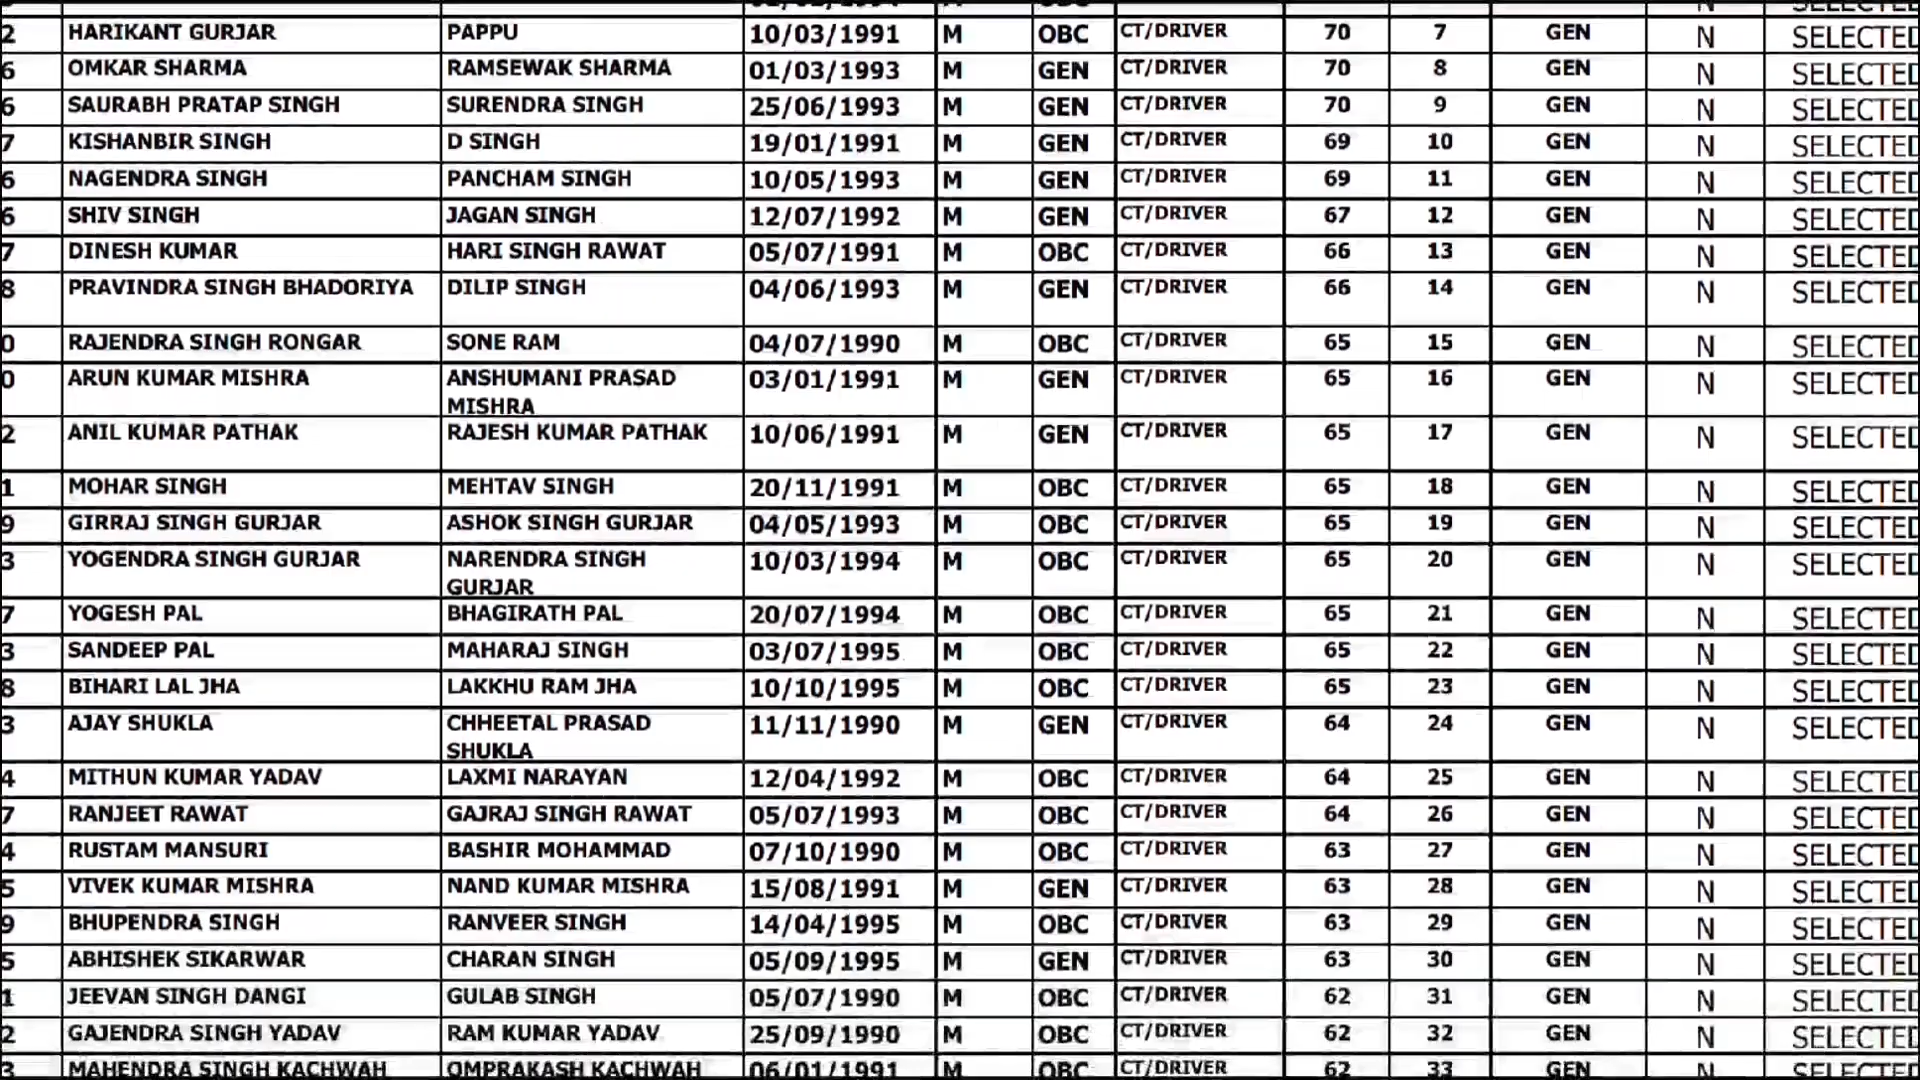 2 HARIKANT GURJAR PAPPU 10/03/1991 M OBC CT/DRIVER 70 7 GEN N SELECTED
6 OMKAR SHARMA RAMSEWAK SHARMA 01/03/1993 M GEN CT/DRIVER 70 8 GEN N SELECTED
6 SAURABH PRATAP SINGH SURENDRA SINGH 25/06/1993 M GEN CT/DRIVER 70 9 GEN N SELECTED
7 KISHANBIR SINGH D SINGH 19/01/1991 M GEN CT/DRIVER 69 10 GEN N SELECTED
6 NAGENDRA SINGH PANCHAM SINGH 10/05/1993 M GEN CT/DRIVER 69 11 GEN N SELECTED
6 SHIV SINGH JAGAN SINGH 12/07/1992 M GEN CT/DRIVER 67 12 GEN N SELECTED
7 DINESH KUMAR HARI SINGH RAWAT 05/07/1991 M OBC CT/DRIVER 66 13 GEN N SELECTED
8 PRAVINDRA SINGH BHADORIYA DILIP SINGH 04/06/1993 M GEN CT/DRIVER 66 14 GEN N SELECTED
0 RAJENDRA SINGH RONGAR SONE RAM 04/07/1990 M OBC CT/DRIVER 65 15 GEN N SELECTED
0 ARUN KUMAR MISHRA ANSHUMANI PRASAD 03/01/1991 M GEN CT/DRIVER 65 16 GEN N SELECTED
MISHRA
2 ANIL KUMAR PATHAK RAJESH KUMAR PATHAK 10/06/1991 M GEN CT/DRIVER 65 17 GEN N SELECTED
1 MOHAR SINGH MEHTAV SINGH 20/11/1991 M OBC CT/DRIVER 65 18 GEN N SELECTED
9 GIRRAJ SINGH GURJAR ASHOK SINGH GURJAR 04/05/1993 M OBC CT/DRIVER 65 19 GEN N SELECTED
3 YOGENDRA SINGH GURJAR NARENDRA SINGH 10/03/1994 M OBC CT/DRIVER 65 20 GEN N SELECTED
GURJAR
7 YOGESH PAL BHAGIRATH PAL 20/07/1994 M OBC CT/DRIVER 65 21 GEN N SELECTED
3 SANDEEP PAL MAHARAJ SINGH 03/07/1995 M OBC CT/DRIVER 65 22 GEN N SELECTED
8 BIHARI LAL JHA LAKKHU RAM JHA 10/10/1995 M OBC CT/DRIVER 65 23 GEN N SELECTED
3 AJAY SHUKLA CHHEETAL PRASAD 11/11/1990 M GEN CT/DRIVER 64 24 GEN N SELECTED
SHUKLA
4 MITHUN KUMAR YADAV LAXMI NARAYAN 12/04/1992 M OBC CT/DRIVER 64 25 GEN N SELECTED
7 RANJEET RAWAT GAJRAJ SINGH RAWAT 05/07/1993 M OBC CT/DRIVER 64 26 GEN N SELECTED
4 RUSTAM MANSURI BASHIR MOHAMMAD 07/10/1990 M OBC CT/DRIVER 63 27 GEN N SELECTED
5 VIVEK KUMAR MISHRA NAND KUMAR MISHRA 15/08/1991 M GEN CT/DRIVER 63 28 GEN N SELECTED
9 BHUPENDRA SINGH RANVEER SINGH 14/04/1995 M OBC CT/DRIVER 63 29 GEN N SELECTED
5 ABHISHEK SIKARWAR CHARAN SINGH 05/09/1995 M GEN CT/DRIVER 63 30 GEN N SELECTED
1 JEEVAN SINGH DANGI GULAB SINGH 05/07/1990 M OBC CT/DRIVER 62 31 GEN N SELECTED
2 GAJENDRA SINGH YADAV RAM KUMAR YADAV 25/09/1990 M OBC CT/DRIVER 62 32 GEN N SELECTED
3 MAHENDRA SINGH KACHWAH OMPRAKASH KACHWAH 06/01/1991 M OBC CT/DRIVER 62 33 GEN N SELECTED